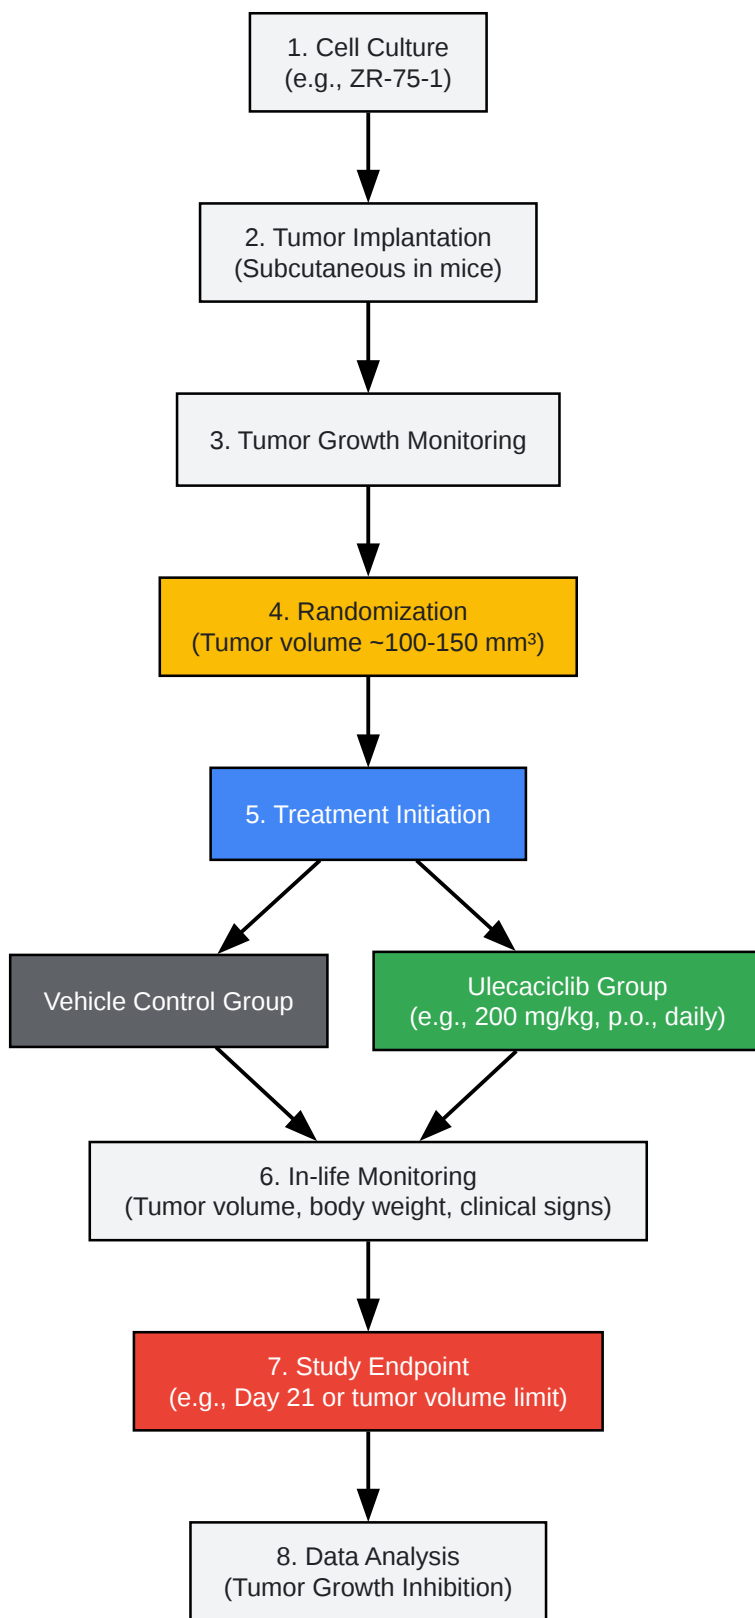 1. Cell Culture
(e.g., ZR-75-1)
2. Tumor Implantation
(Subcutaneous in mice)
3. Tumor Growth Monitoring
4. Randomization
(Tumor volume ~100-150 mm³)
5. Treatment Initiation
Vehicle Control Group
Ulecaciclib Group
(e.g., 200 mg/kg, p.o., daily)
6. In-life Monitoring
(Tumor volume, body weight, clinical signs)
7. Study Endpoint
(e.g., Day 21 or tumor volume limit)
8. Data Analysis
(Tumor Growth Inhibition)